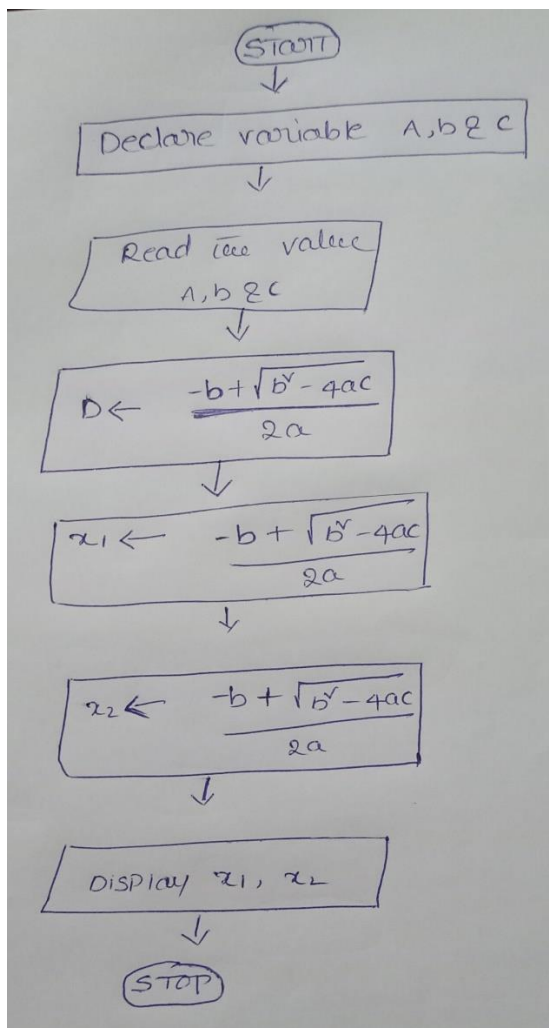 START
Declare variable A, b & C
Read the value
A, b & C
D ← -b + √b² - 4ac
2a
x₁ ← -b + √b² - 4ac
2a
x₂ ← -b + √b² - 4ac
2a
Display x₁, x₂
STOP